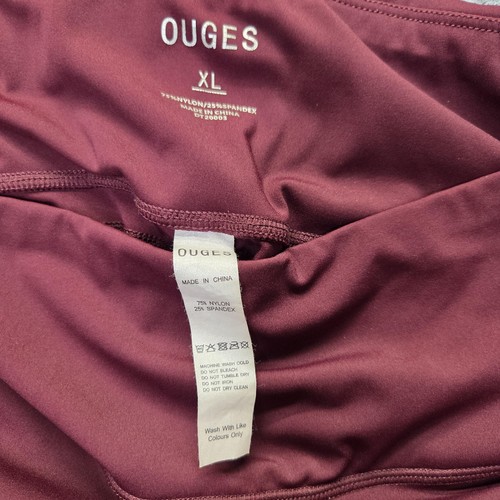 OUGES
XL
75%NYLON/25%SPANDEX
MADE IN CHINA
DT20003
OUGES
MADE IN CHINA
75% NYLON
25% SPANDEX
MACHINE WASH COLD
DO NOT BLEACH
DO NOT TUMBLE DRY
DO NOT IRON
DO NOT DRY CLEAN
Wash With Like
Colours Only